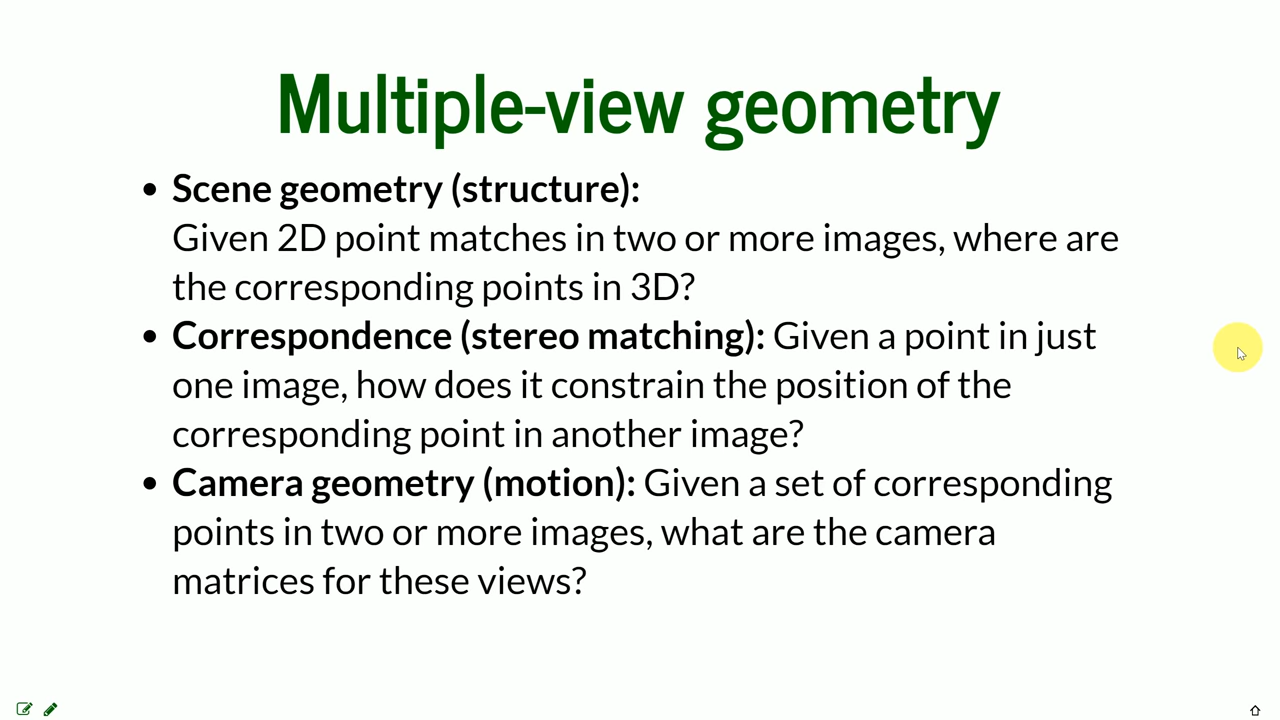 Multiple-view geometry
• Scene geometry (structure):
Given 2D point matches in two or more images, where are
the corresponding points in 3D?
• Correspondence (stereo matching): Given a point in just
one image, how does it constrain the position of the
corresponding point in another image?
• Camera geometry (motion): Given a set of corresponding
points in two or more images, what are the camera
matrices for these views?